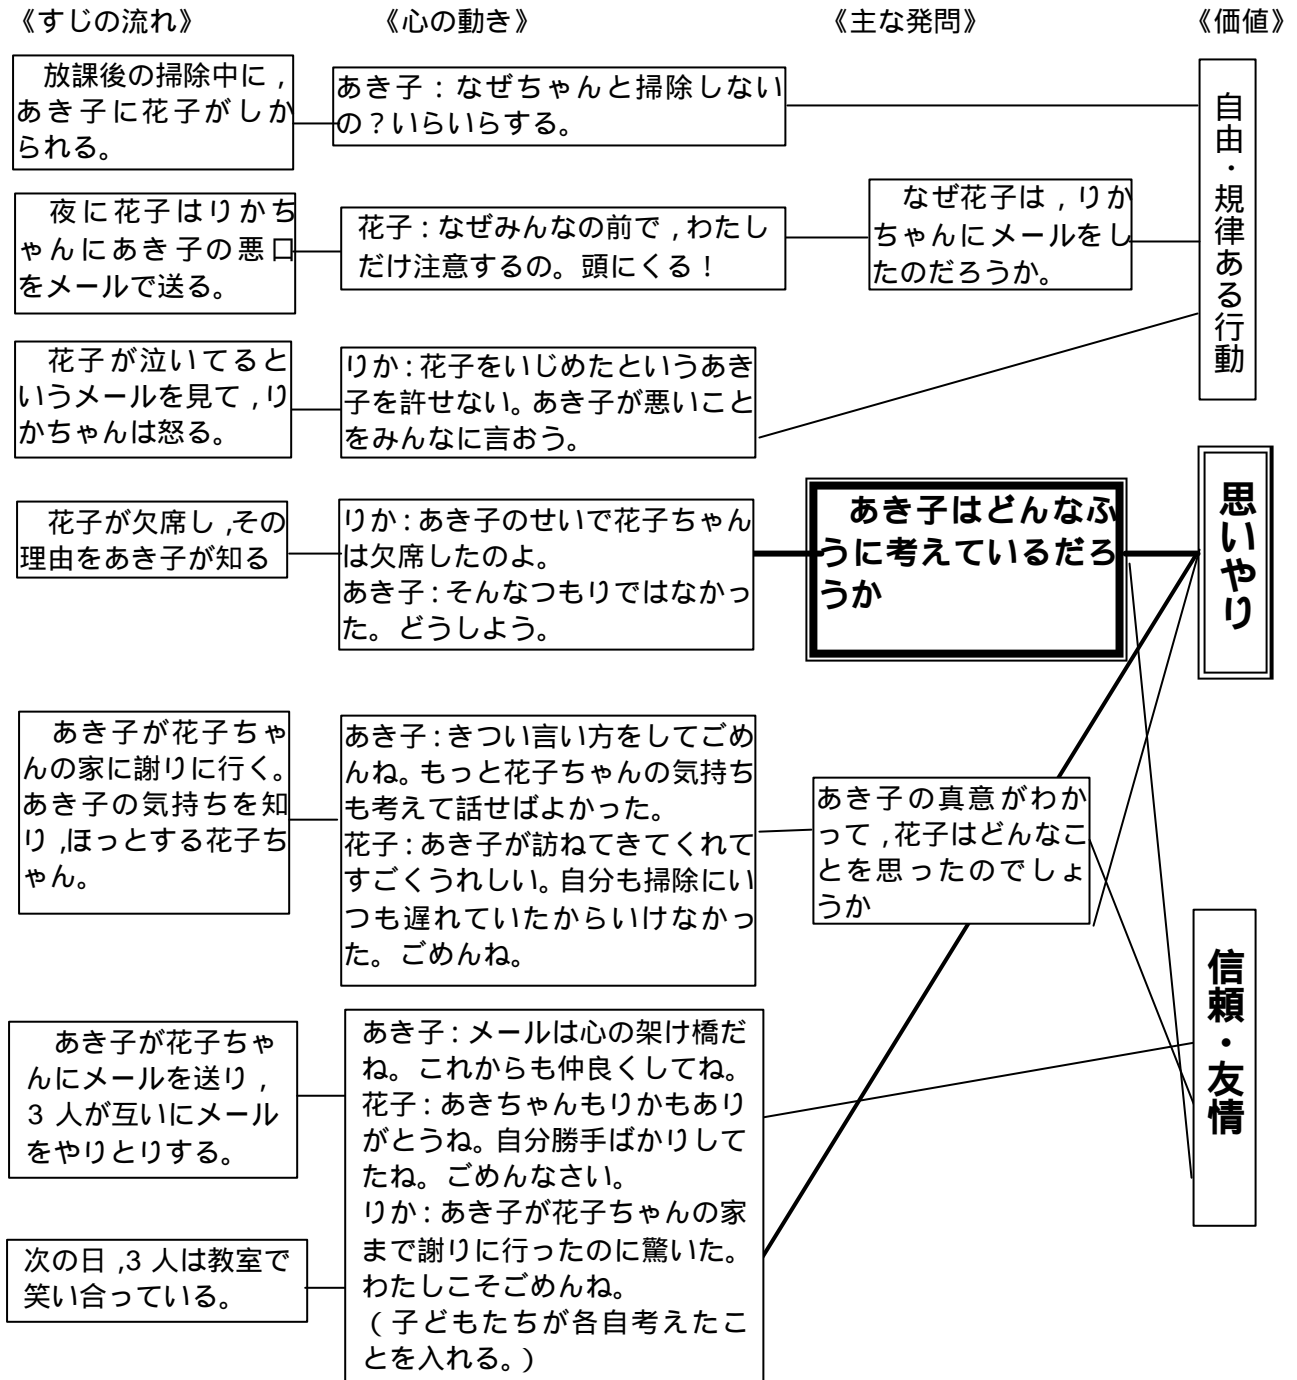 《すじの流れ》 《心の動き》 《主な発問》 《価値》
放課後の掃除中に，
あき子に花子がしか
られる。
あき子：なぜちゃんと掃除しない
の？いらいらする。
自由・規律ある行動
夜に花子はりかち
ゃんにあき子の悪口
をメールで送る。
花子：なぜみんなの前で，わたし
だけ注意するの。頭にくる！
なぜ花子は，りか
ちゃんにメールをし
たのだろうか。
花子が泣いてると
いうメールを見て，り
かちゃんは怒る。
りか：花子をいじめたというあき
子を許せない。あき子が悪いこと
をみんなに言おう。
花子が欠席し，その
理由をあき子が知る
りか：あき子のせいで花子ちゃん
は欠席したのよ。
あき子：そんなつもりではなかっ
た。どうしよう。
あき子はどんなふ
うに考えているだろ
うか
思いやり
あき子が花子ちゃ
んの家に謝りに行く。
あき子の気持ちを知
り，ほっとする花子ち
ゃん。
あき子：きつい言い方をしてごめ
んね。もっと花子ちゃんの気持ち
も考えて話せばよかった。
花子：あき子が訪ねてきてくれて
すごくうれしい。自分も掃除にい
つも遅れていたからいけなかっ
た。ごめんね。
あき子の真意がわか
って，花子はどんなこ
とを思ったのでしょ
うか
信頼・友情
あき子が花子ちゃ
んにメールを送り，
3 人が互いにメール
をやりとりする。
あき子：メールは心の架け橋だ
ね。これからも仲良くしてね。
花子：あきちゃんもりかもあり
がとうね。自分勝手ばかりして
たね。ごめんなさい。
りか：あき子が花子ちゃんの家
まで謝りに行ったのに驚いた。
わたしこそごめんね。
（子どもたちが各自考えたこ
とを入れる。）
次の日，3 人は教室で
笑い合っている。